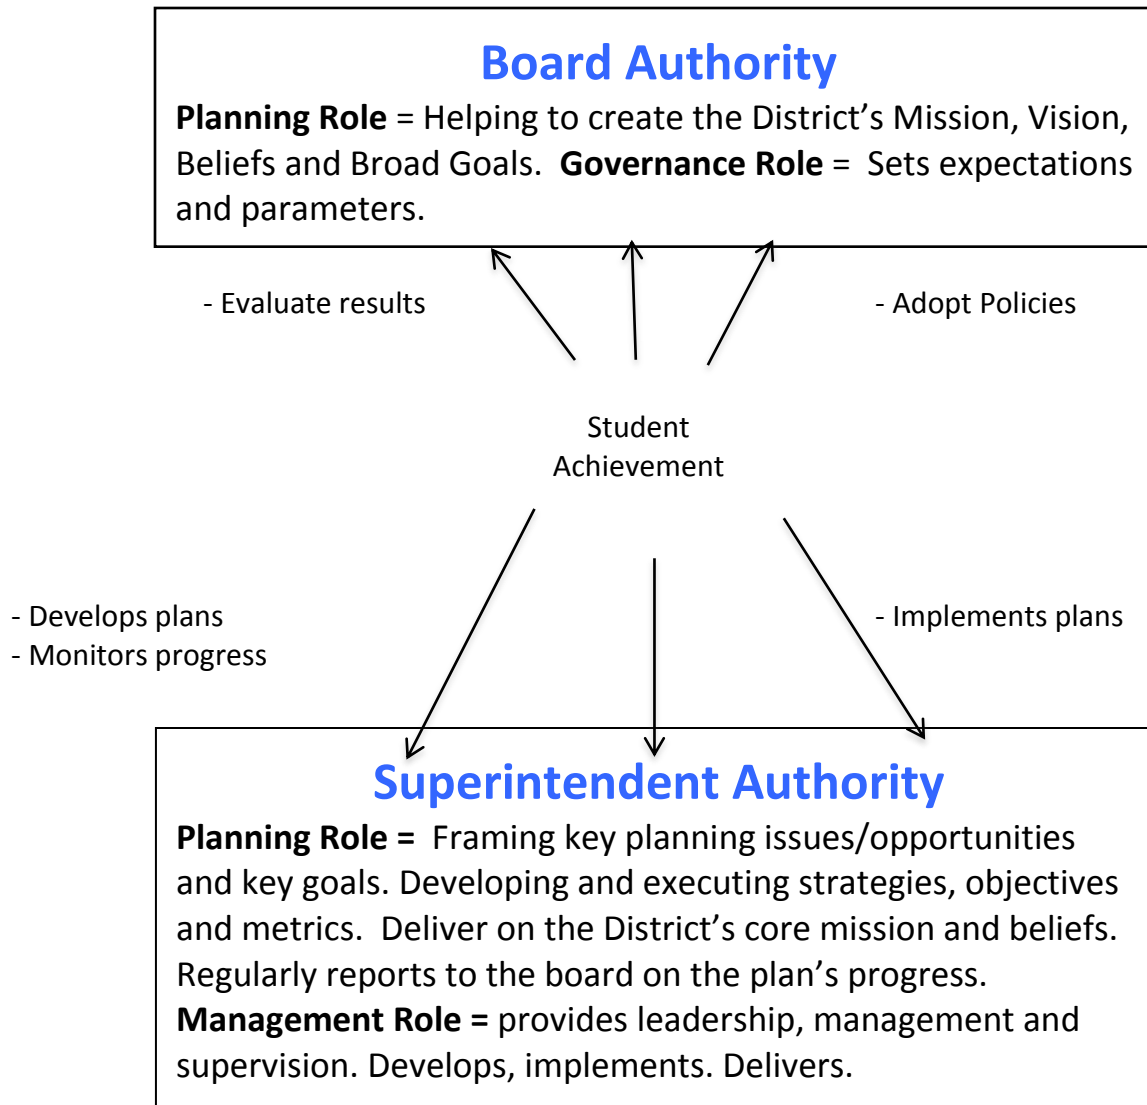 Board Authority
Planning Role = Helping to create the District’s Mission, Vision,
Beliefs and Broad Goals. Governance Role = Sets expectations
and parameters.
- Evaluate results
- Adopt Policies
Student
Achievement
- Develops plans
- Monitors progress
- Implements plans
Superintendent Authority
Planning Role = Framing key planning issues/opportunities
and key goals. Developing and executing strategies, objectives
and metrics. Deliver on the District’s core mission and beliefs.
Regularly reports to the board on the plan’s progress.
Management Role = provides leadership, management and
supervision. Develops, implements. Delivers.